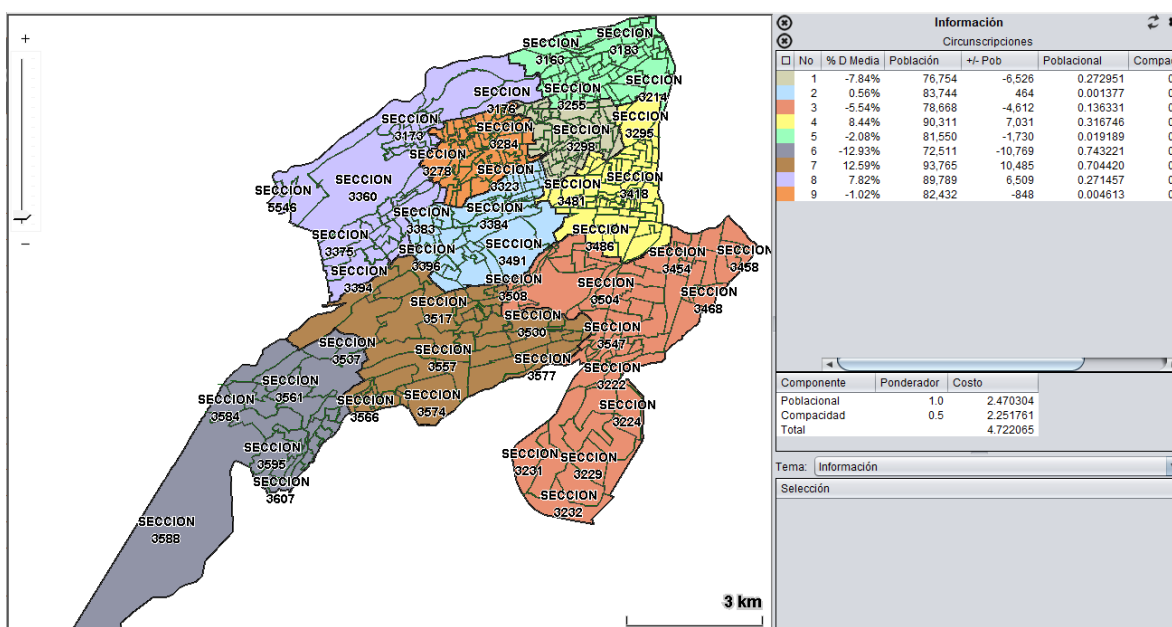 SECCION
3183
SECCION
3163
SECCION
3214
SECCION
3255
SECCION
3176
SECCION
3173
SECCION
3295
SECCION
3284
SECCION
3298
SECCION
3278
SECCION
3323
SECCION
3360
SECCION
3418
SECCION
3481
SECCION
5546
SECCION
3383
SECCION
3384
SECCION
3375
SECCION
3486
SECCION
3396
SECCION
3491
SECCION
3454
SECCION
3458
SECCION
3394
SECCION
3508
SECCION
3504
SECCION
3468
SECCION
3517
SECCION
3530
SECCION
3547
SECCION
3537
SECCION
3557
SECCION
3577
SECCION
3222
SECCION
3561
SECCION
3584
SECCION
3566
SECCION
3574
SECCION
3224
SECCION
3595
SECCION
3231
SECCION
3229
SECCION
3607
SECCION
3232
SECCION
3588
3 km
+
−
Información
Circunscripciones
No % D Media Población +/- Pob Poblacional Compac
1 -7.84% 76,754 -6,526 0.272951 0
2 0.56% 83,744 464 0.001377 0
3 -5.54% 78,668 -4,612 0.136331 0
4 8.44% 90,311 7,031 0.316746 0
5 -2.08% 81,550 -1,730 0.019189 0
6 -12.93% 72,511 -10,769 0.743221 0
7 12.59% 93,765 10,485 0.704420 0
8 7.82% 89,789 6,509 0.271457 0
9 -1.02% 82,432 -848 0.004613 0
Componente Ponderador Costo
Poblacional 1.0 2.470304
Compacidad 0.5 2.251761
Total 4.722065
Tema: Información
Selección